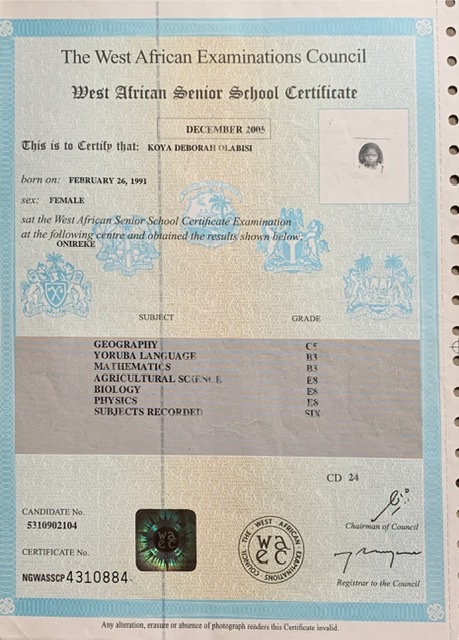 The West African Examinations Council
West African Senior School Certificate
DECEMBER 2005
This is to Certify that: KOYA DEBORAH OLABISI
born on: FEBRUARY 26, 1991
sex: FEMALE
sat the West African Senior School Certificate Examination
at the following centre and obtained the results shown below:
ONIREKE
SUBJECT GRADE
GEOGRAPHY C5
YORUBA LANGUAGE B3
MATHEMATICS B3
AGRICULTURAL SCIENCE E8
BIOLOGY E8
PHYSICS E8
SUBJECTS RECORDED SIX
CD 24
CANDIDATE No.
5310902104
Chairman of Council
CERTIFICATE No.
NGWASSCP4310884
waec
THE WEST AFRICAN EXAMINATIONS COUNCIL
waec
Registrar to the Council
Any alteration, erasure or absence of photograph renders this Certificate invalid.